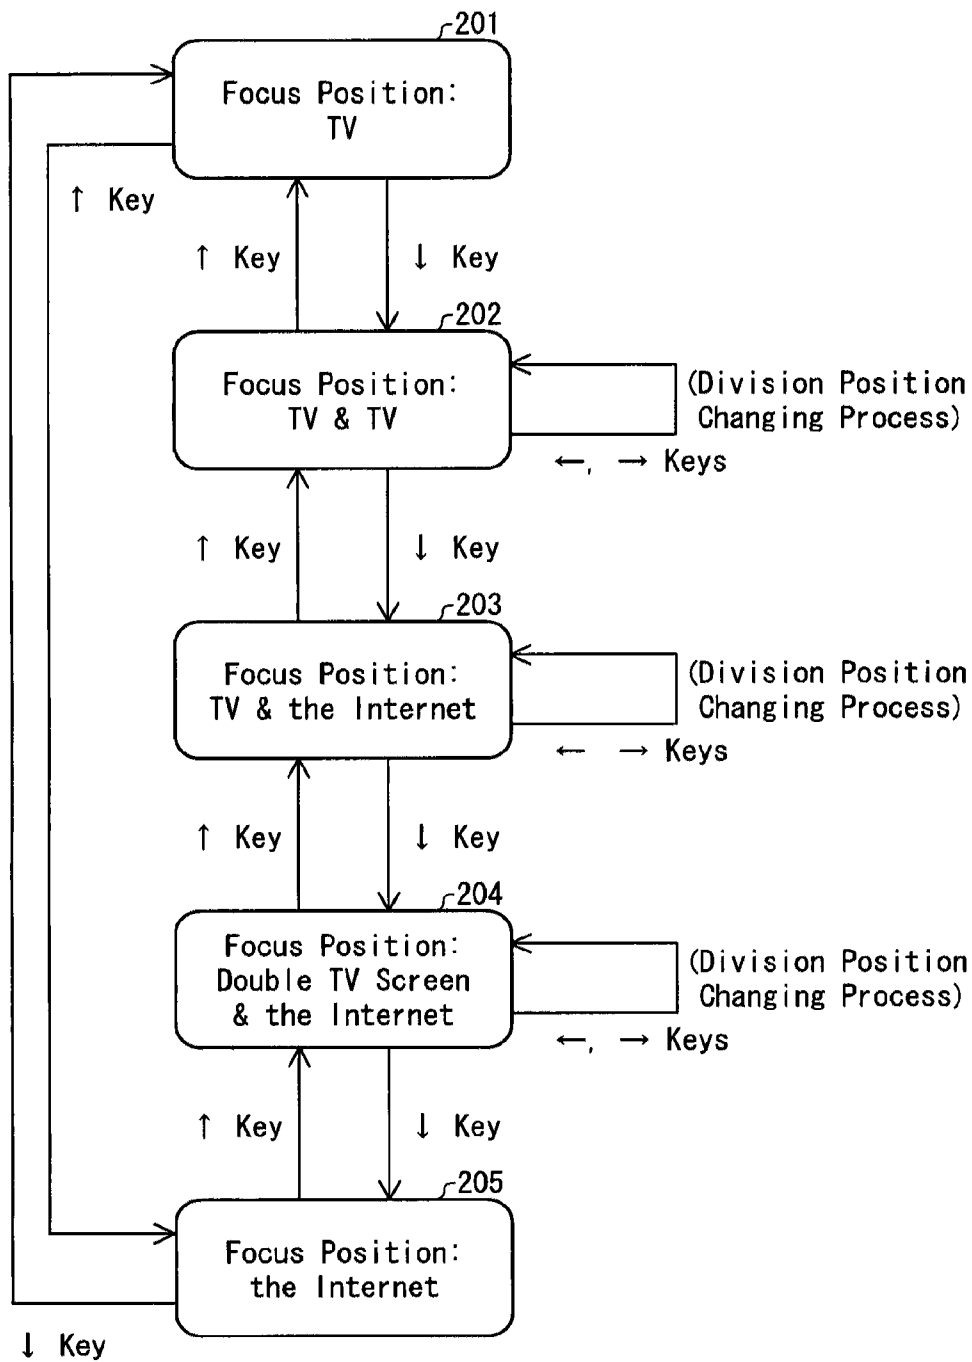 201
Focus Position:
TV
↑ Key
↑ Key
↓ Key
202
Focus Position:
TV & TV
(Division Position
Changing Process)
←, → Keys
↑ Key
↓ Key
203
Focus Position:
TV & the Internet
(Division Position
Changing Process)
← → Keys
↑ Key
↓ Key
204
Focus Position:
Double TV Screen
& the Internet
(Division Position
Changing Process)
←, → Keys
↑ Key
↓ Key
205
Focus Position:
the Internet
↓ Key